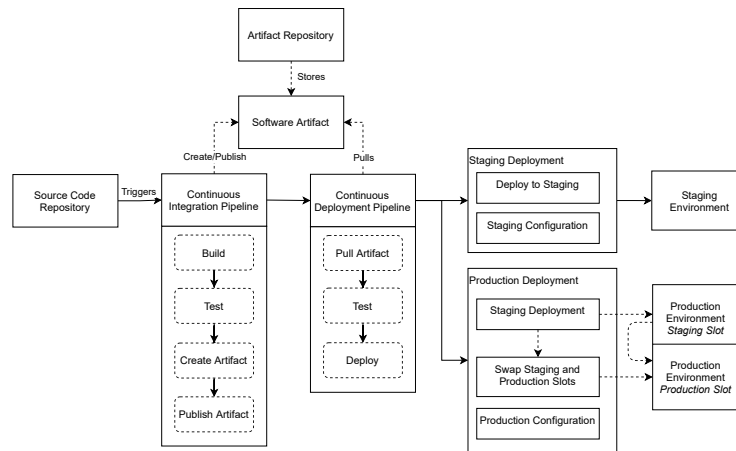 Artifact Repository
Stores
Software Artifact
Create/Publish
Pulls
Source Code
Repository
Triggers
Continuous
Integration Pipeline
Build
Test
Create Artifact
Publish Artifact
Continuous
Deployment Pipeline
Pull Artifact
Test
Deploy
Staging Deployment
Deploy to Staging
Staging Configuration
Staging
Environment
Production Deployment
Staging Deployment
Swap Staging and
Production Slots
Production Configuration
Production
Environment
Staging Slot
Production
Environment
Production Slot